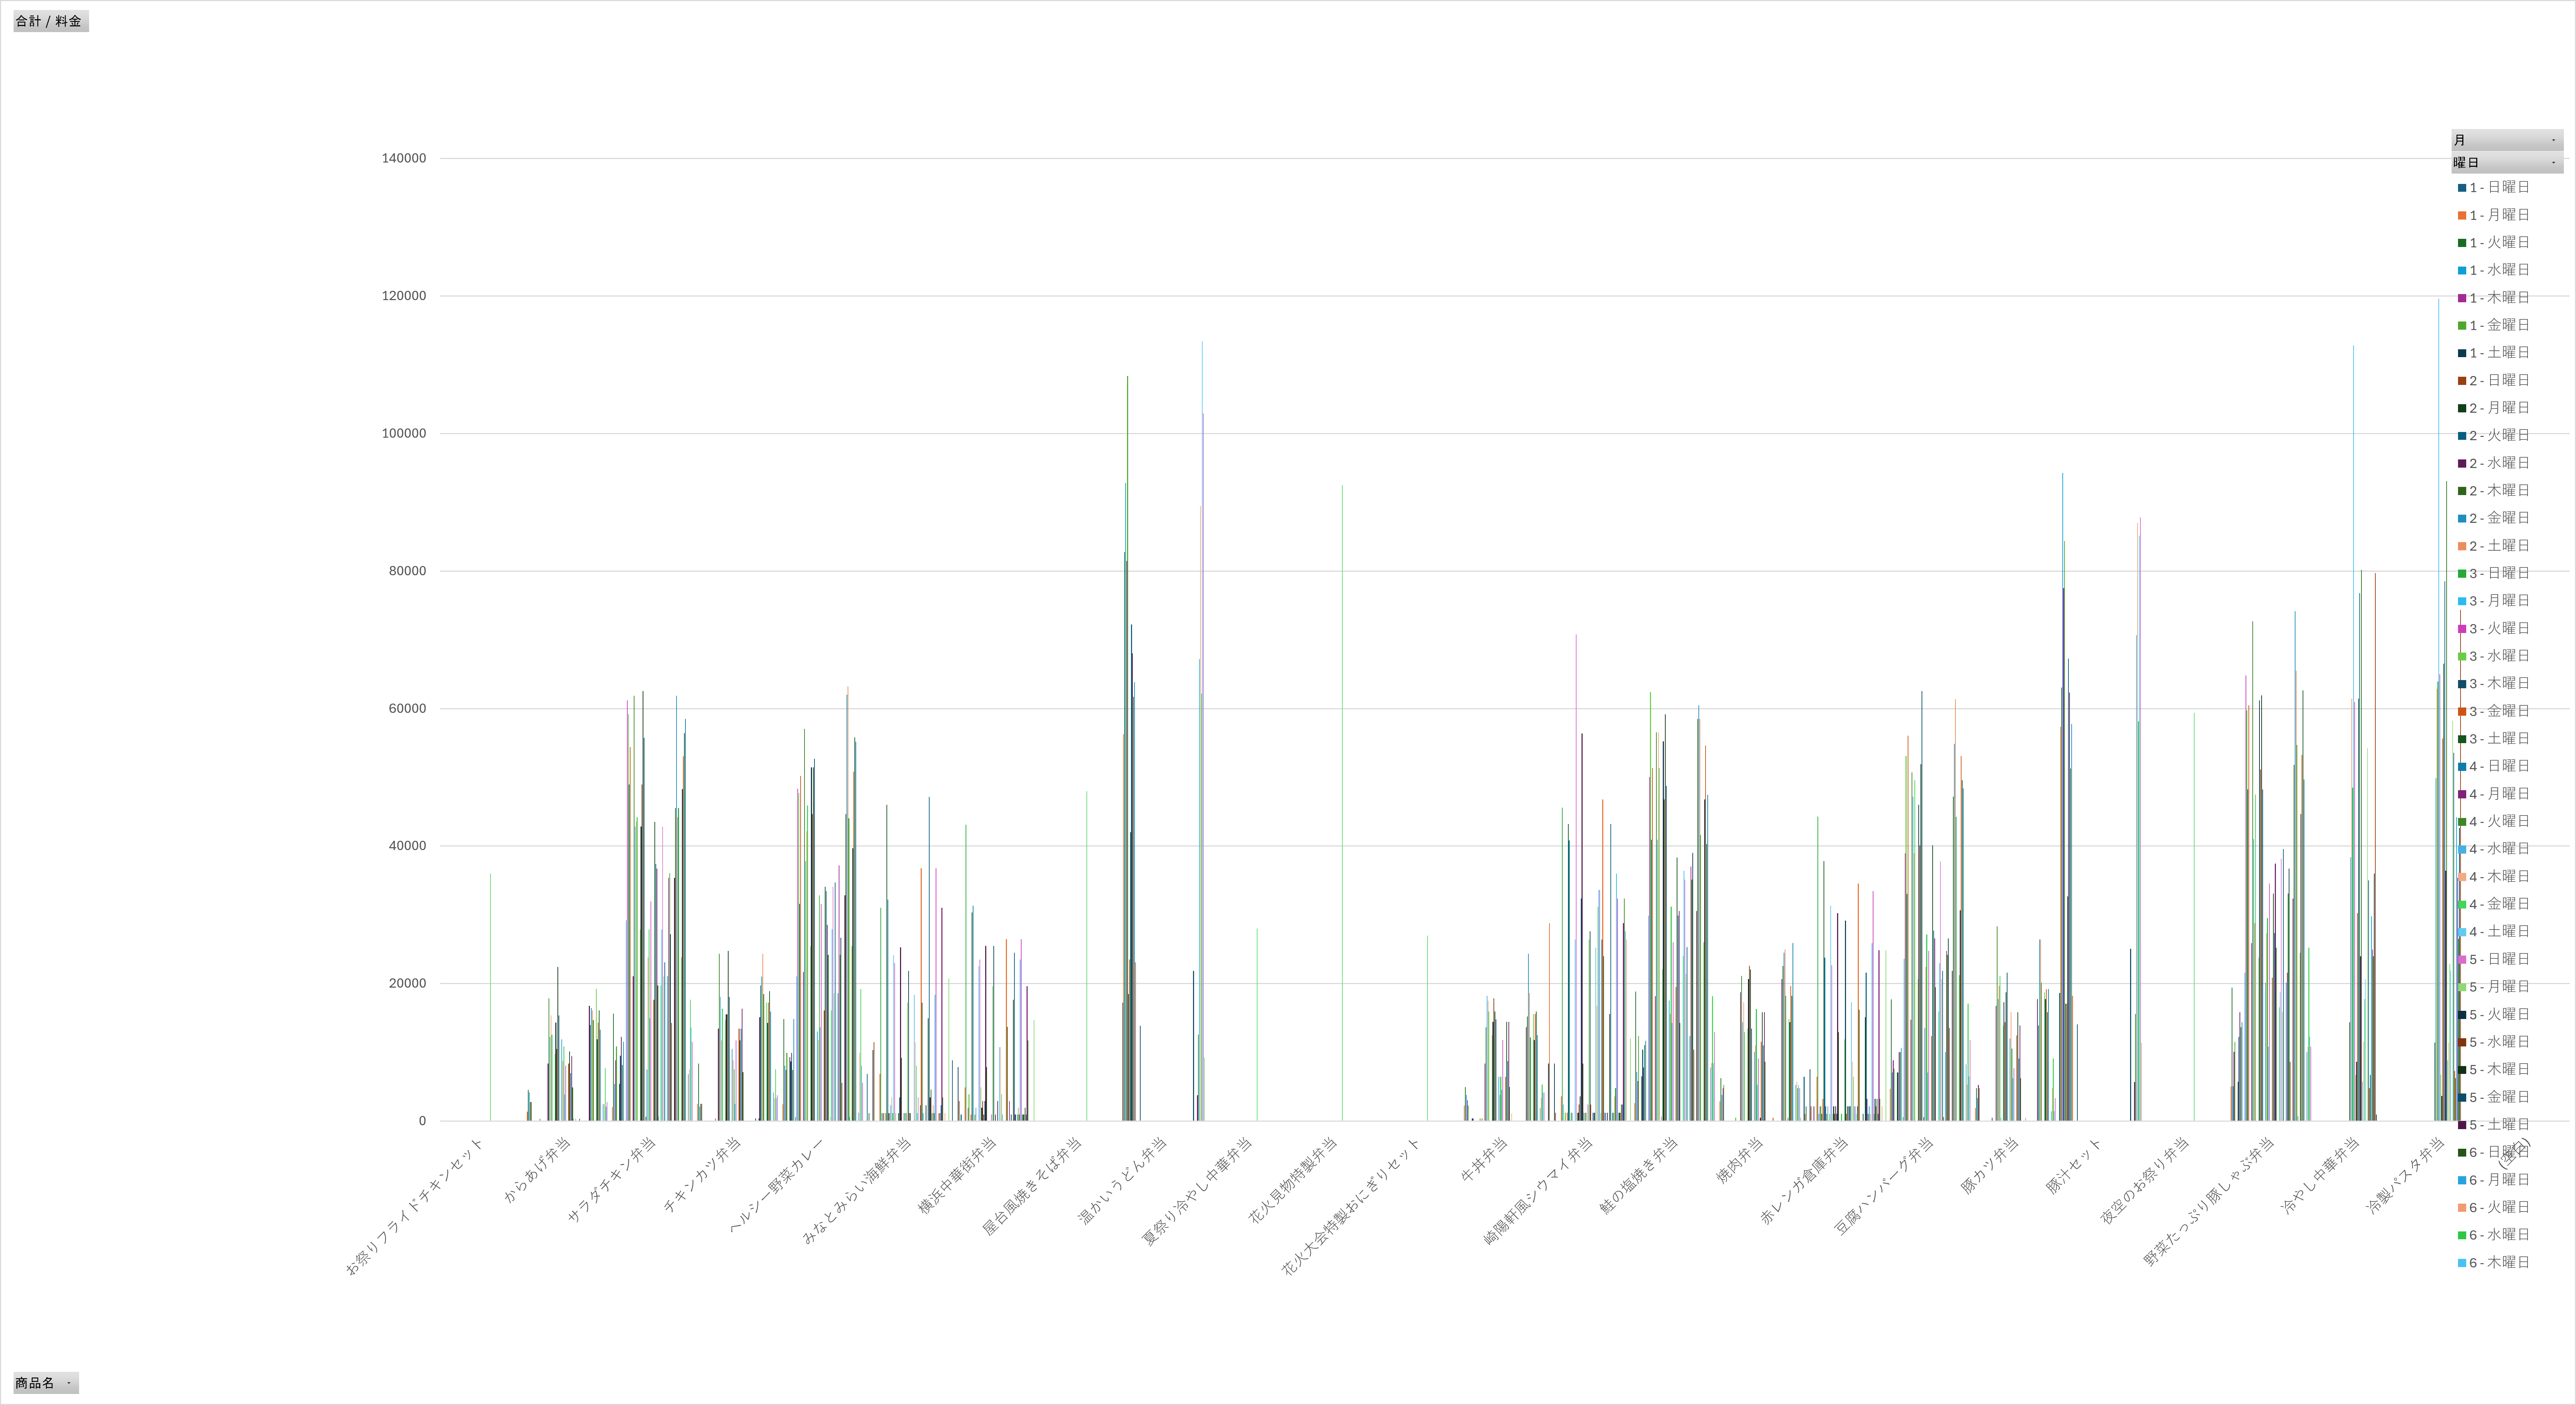 合計 / 料金
月
曜日
140000
120000
100000
80000
60000
40000
20000
0
1 - 日曜日
1 - 月曜日
1 - 火曜日
1 - 水曜日
1 - 木曜日
1 - 金曜日
1 - 土曜日
2 - 日曜日
2 - 月曜日
2 - 火曜日
2 - 水曜日
2 - 木曜日
2 - 金曜日
2 - 土曜日
3 - 日曜日
3 - 月曜日
3 - 火曜日
3 - 水曜日
3 - 木曜日
3 - 金曜日
3 - 土曜日
4 - 日曜日
4 - 月曜日
4 - 火曜日
4 - 水曜日
4 - 木曜日
4 - 金曜日
4 - 土曜日
5 - 日曜日
5 - 月曜日
5 - 火曜日
5 - 水曜日
5 - 木曜日
5 - 金曜日
5 - 土曜日
6 - 日曜日
6 - 月曜日
6 - 火曜日
6 - 水曜日
6 - 木曜日
お祭りフライドチキンセット
からあげ弁当
サラダチキン弁当
チキンカツ弁当
ヘルシー野菜カレー
みなとみらい海鮮弁当
横浜中華街弁当
屋台風焼きそば弁当
温かいうどん弁当
夏祭り冷やし中華弁当
花火見物特製弁当
花火大会特製おにぎりセット
牛丼弁当
崎陽軒風シウマイ弁当
鮭の塩焼き弁当
焼肉弁当
赤レンガ倉庫弁当
豆腐ハンバーグ弁当
豚カツ弁当
豚汁セット
夜空のお祭り弁当
野菜たっぷり豚しゃぶ弁当
冷やし中華弁当
冷製パスタ弁当
(空白)
商品名